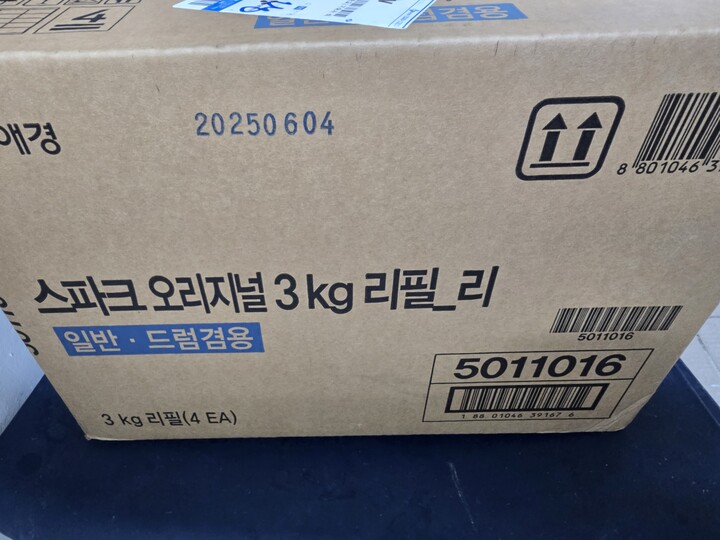 겸용
애경
20250604
8 801046 3
스파크 오리지널 3 kg 리필_리
일반 · 드럼겸용
5011016
5011016
1 88 01046 39167 6
3 kg 리필(4 EA)